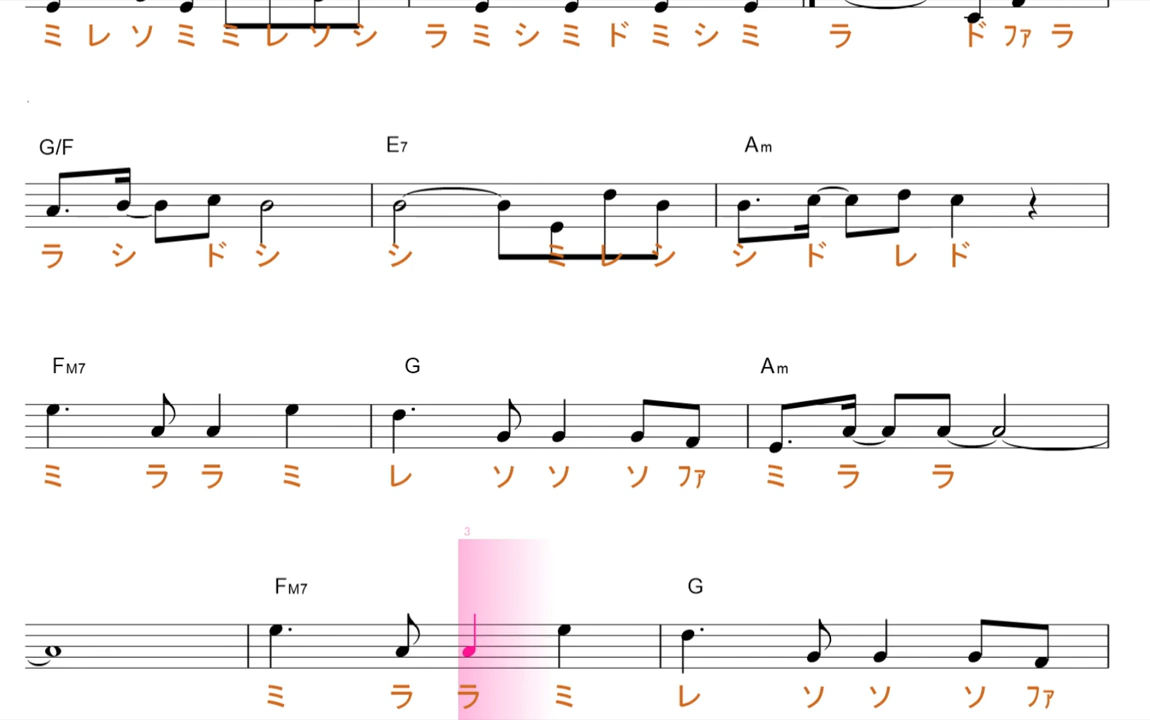 ミ レ ソ ミ ミ レ ソ シ ラ ミ シ ミ ド ミ シ ミ ラ ド ファ ラ
G/F E7 Am
ラ シ ド シ シ ミ レ シ シ ド レ ド
FM7 G Am
ミ ラ ラ ミ レ ソ ソ ソ ファ ミ ラ ラ
3
FM7 G
ミ ラ ラ ミ レ ソ ソ ソ ファ